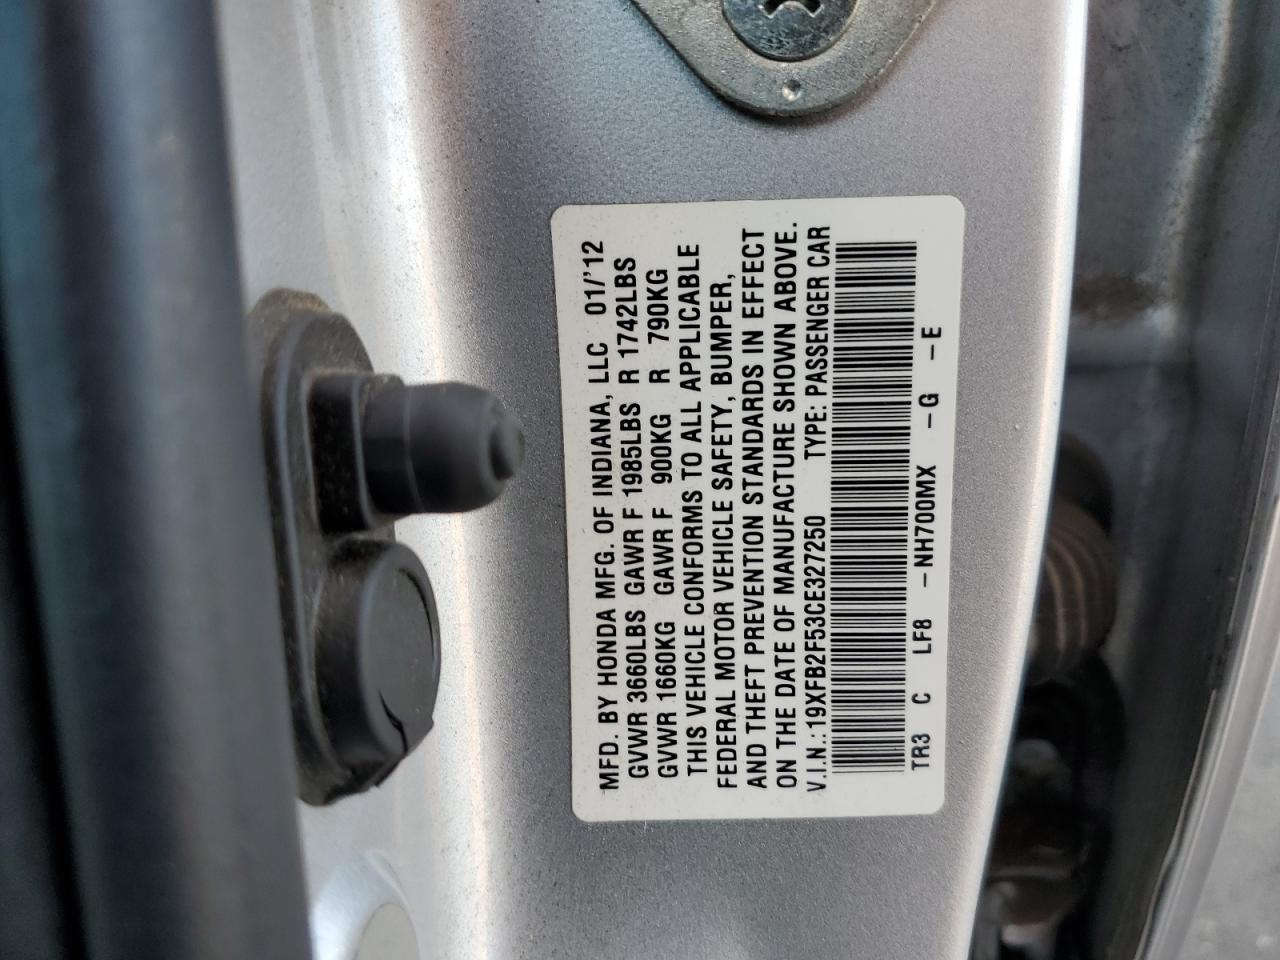 MFD. BY HONDA MFG. OF INDIANA, LLC 01/'12
GVWR 3660LBS GAWR F 1985LBS R 1742LBS
GVWR 1660KG GAWR F 900KG R 790KG
THIS VEHICLE CONFORMS TO ALL APPLICABLE
FEDERAL MOTOR VEHICLE SAFETY, BUMPER,
AND THEFT PREVENTION STANDARDS IN EFFECT
ON THE DATE OF MANUFACTURE SHOWN ABOVE.
V.I.N.: 19XFB2F53CE327250 TYPE: PASSENGER CAR
TR3 C LF8 -NH700MX -G -E